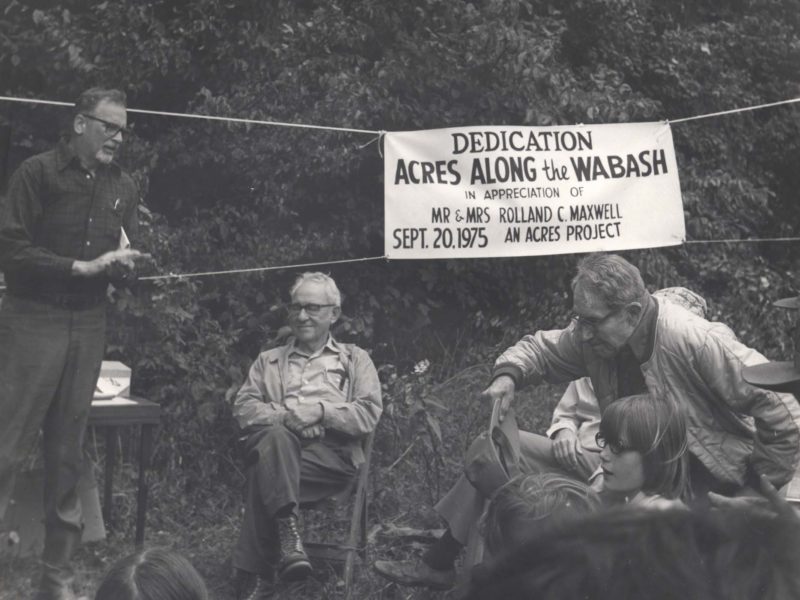 DEDICATION
ACRES ALONG the WABASH
IN APPRECIATION OF
MR & MRS ROLLAND C. MAXWELL
SEPT. 20, 1975 AN ACRES PROJECT